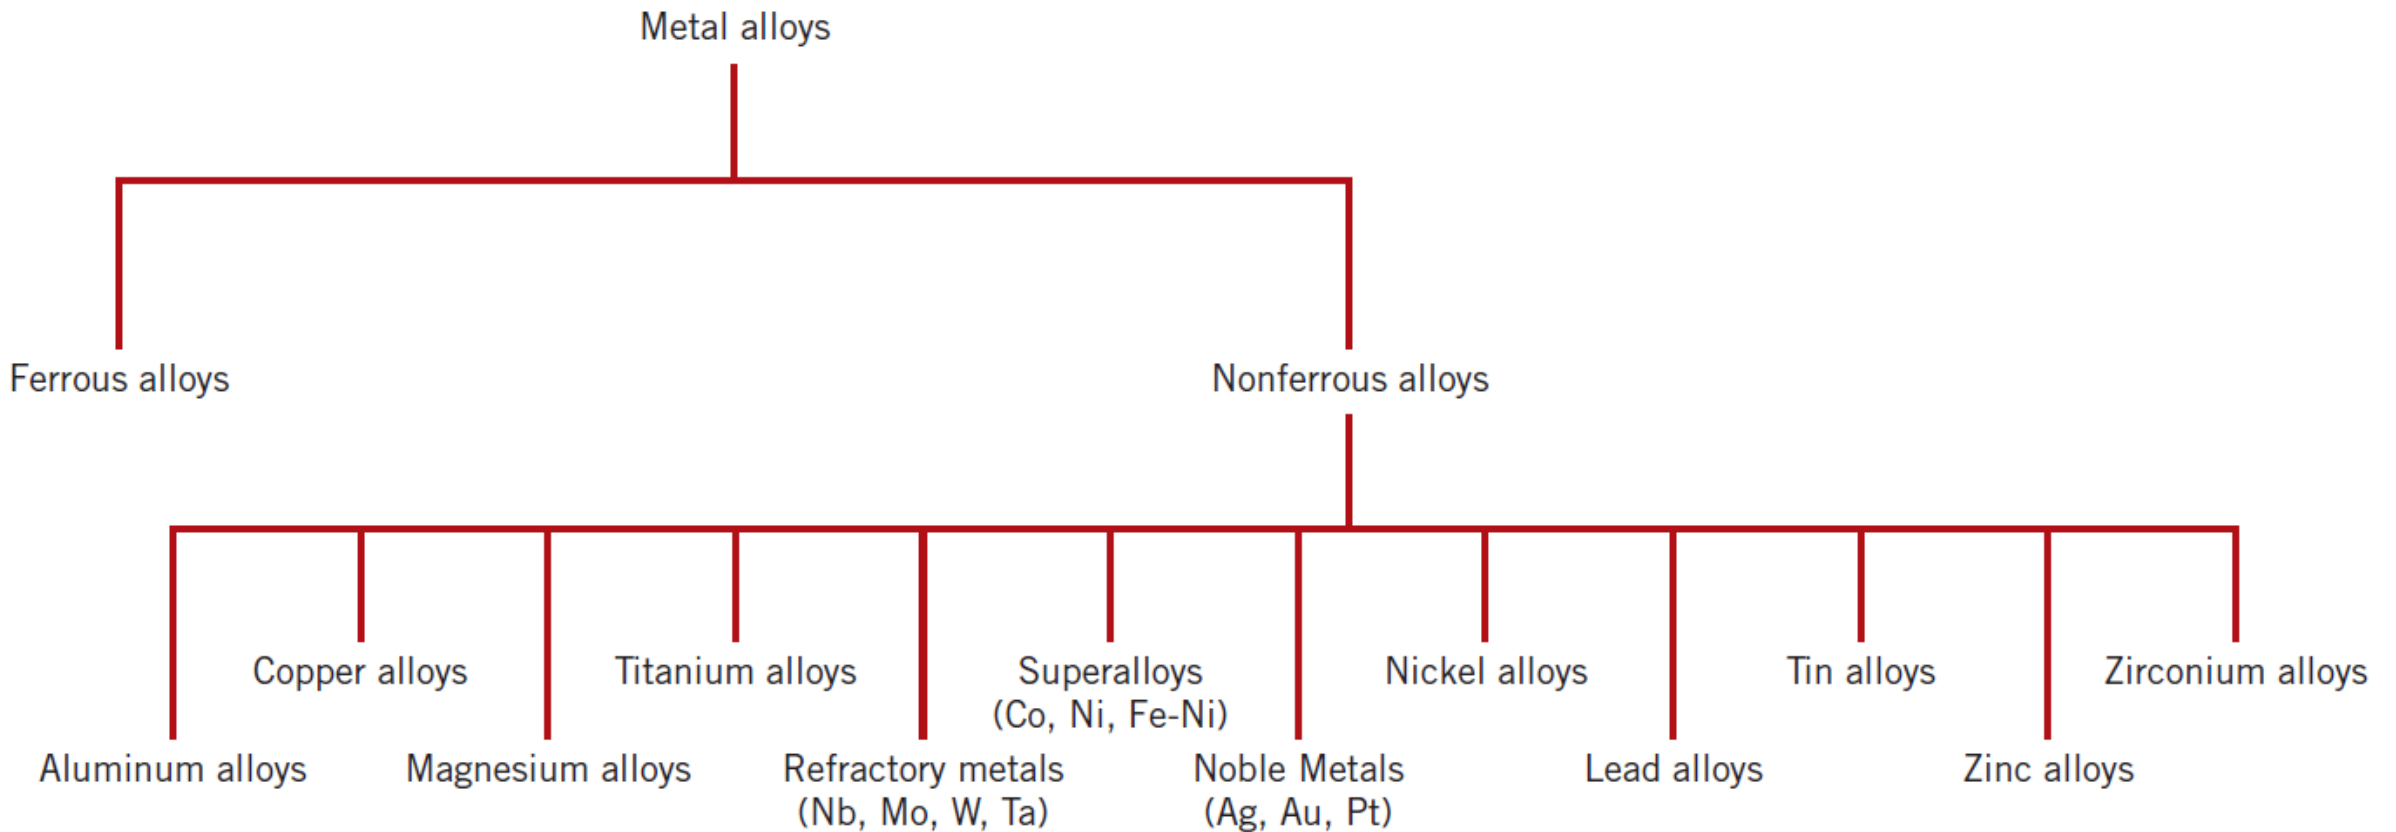 Metal alloys
Ferrous alloys
Nonferrous alloys
Copper alloys
Titanium alloys
Superalloys
(Co, Ni, Fe-Ni)
Nickel alloys
Tin alloys
Zirconium alloys
Aluminum alloys
Magnesium alloys
Refractory metals
(Nb, Mo, W, Ta)
Noble Metals
(Ag, Au, Pt)
Lead alloys
Zinc alloys